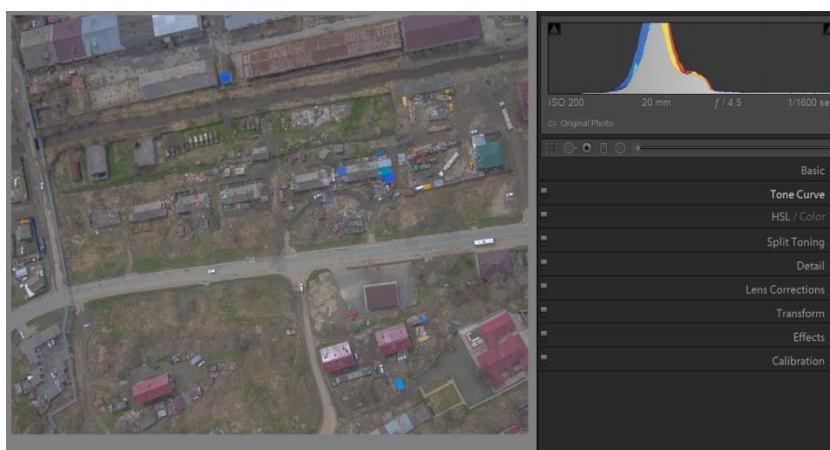 ISO 200 20 mm ƒ / 4,5 1/1600 se
Original Photo
Basic
Tone Curve
HSL / Color
Split Toning
Detail
Lens Corrections
Transform
Effects
Calibration